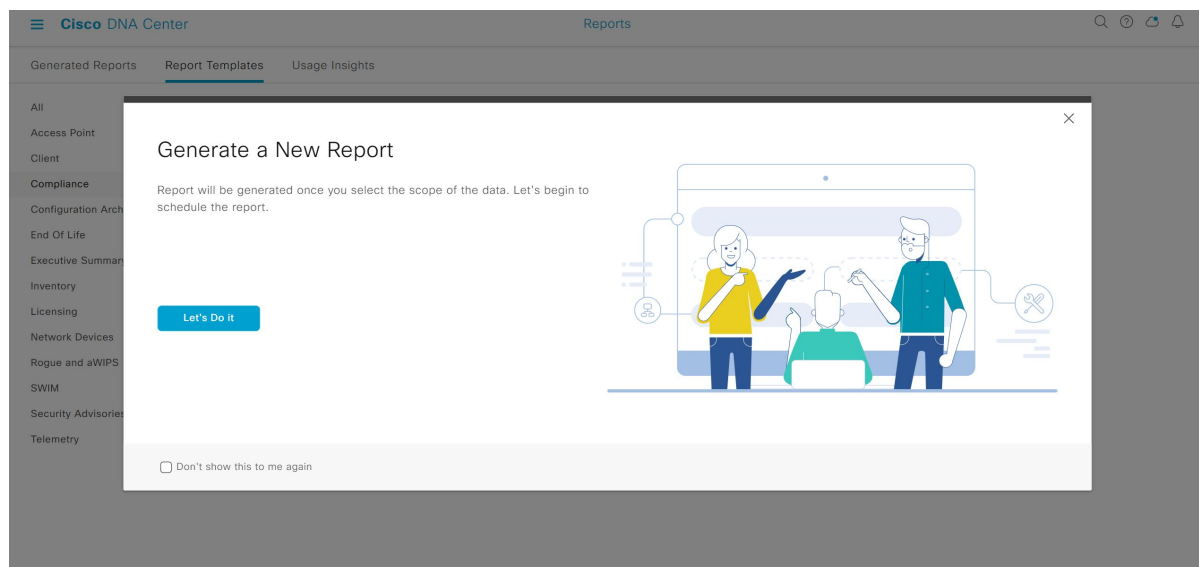 Cisco DNA Center
Reports
Generated Reports
Report Templates
Usage Insights
All
Access Point
Client
Compliance
Configuration Arch
End Of Life
Executive Summary
Inventory
Licensing
Network Devices
Rogue and aWIPS
SWIM
Security Advisories
Telemetry
Generate a New Report
Report will be generated once you select the scope of the data. Let's begin to
schedule the report.
Let's Do it
Don't show this to me again